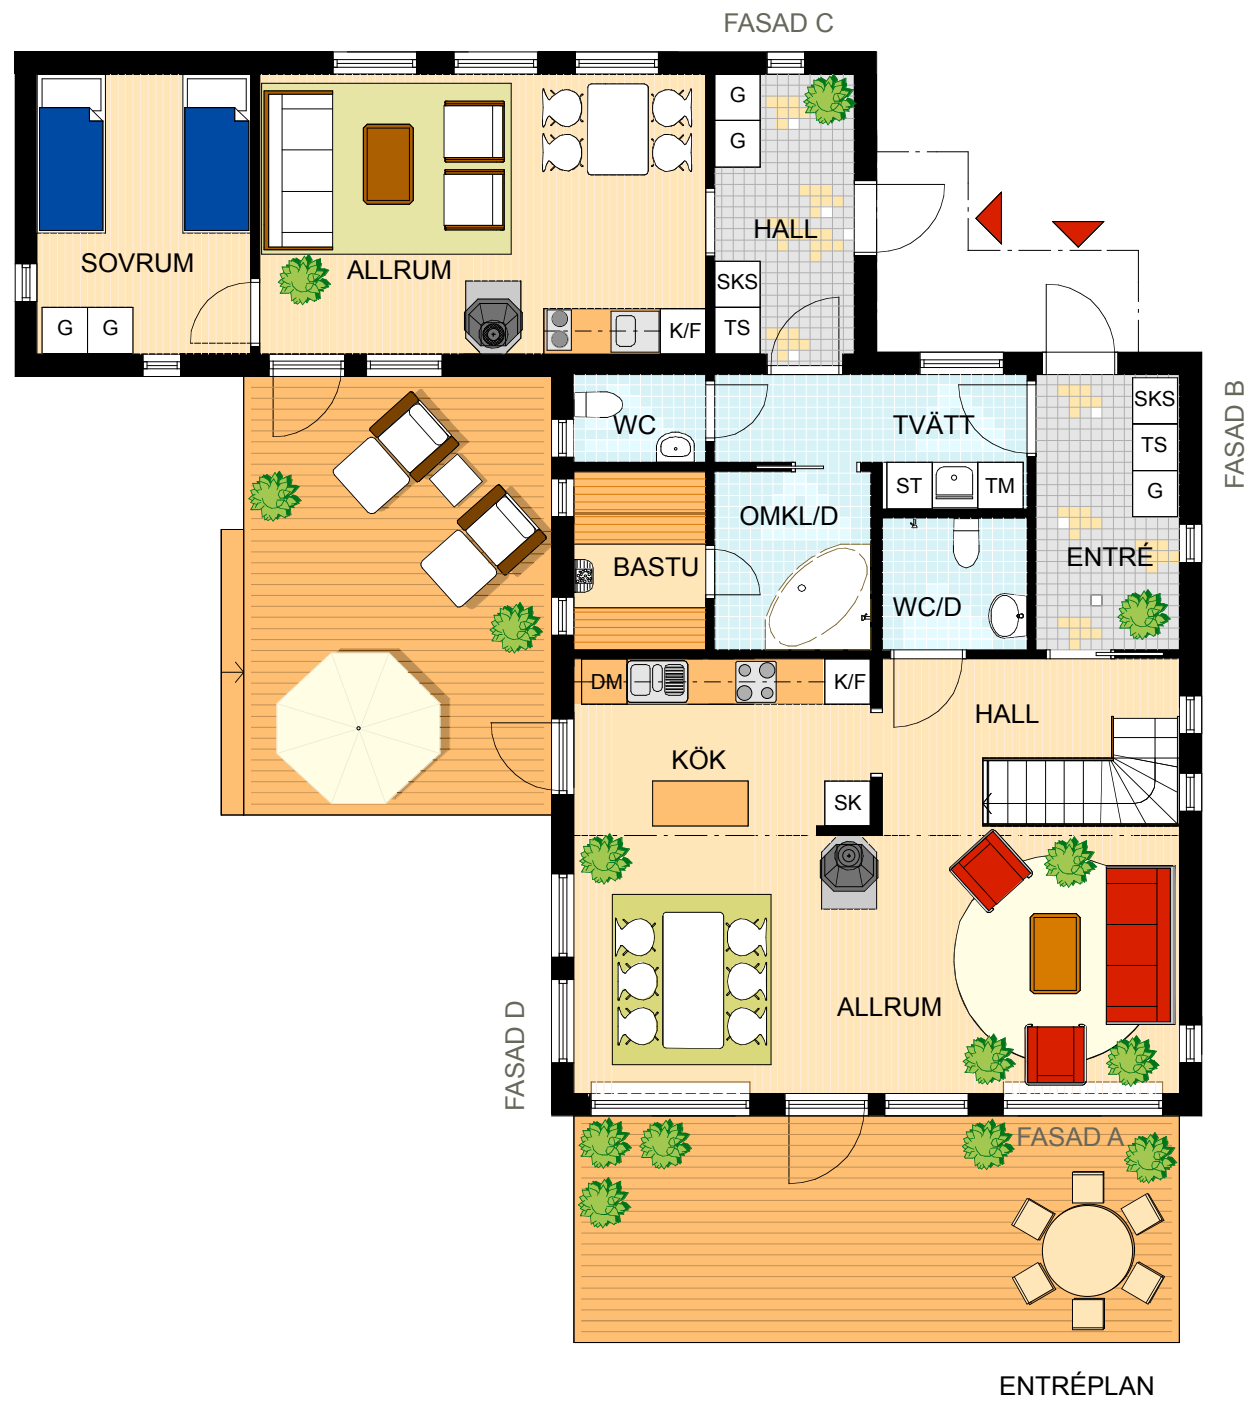 FASAD C
G
G
SOVRUM
ALLRUM
HALL
SKS
TS
G G
K/F
FASAD B
SKS
TS
G
WC
TVÄTT
ST
TM
OMKL/D
BASTU
WC/D
ENTRÉ
DM
K/F
HALL
KÖK
SK
ALLRUM
FASAD D
FASAD A
ENTRÉPLAN